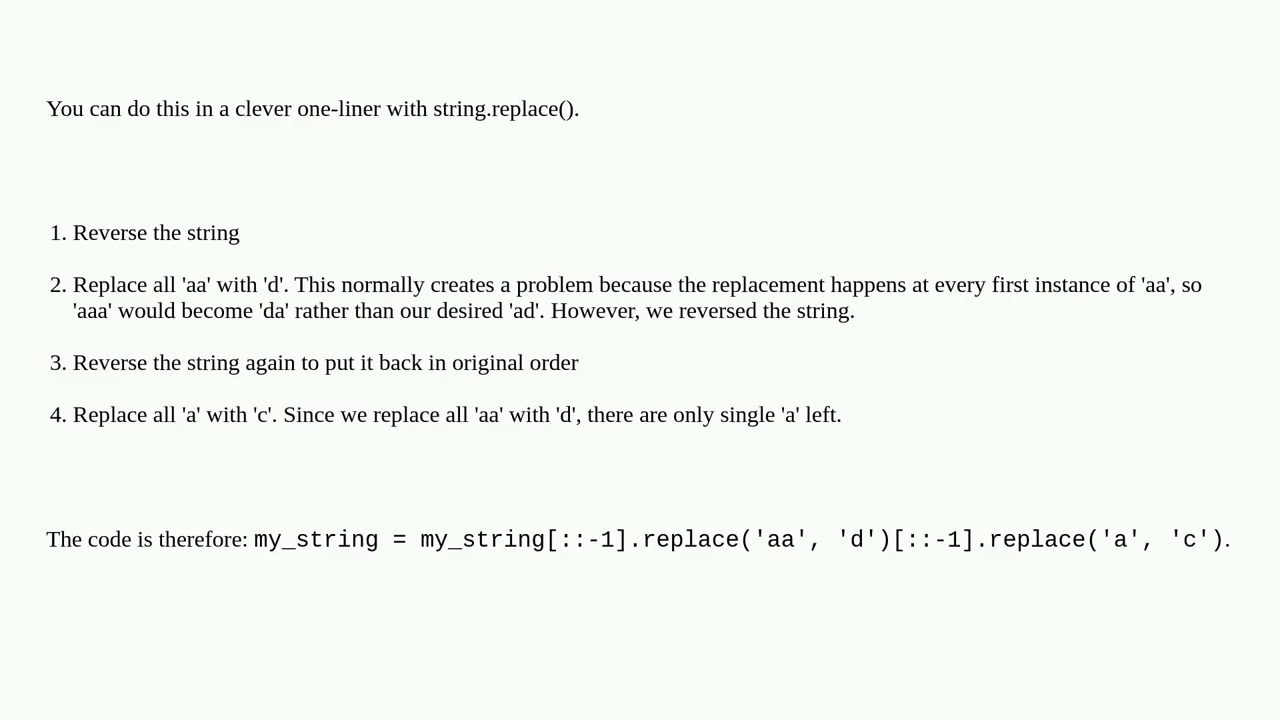 You can do this in a clever one-liner with string.replace().
1. Reverse the string
2. Replace all 'aa' with 'd'. This normally creates a problem because the replacement happens at every first instance of 'aa', so
'aaa' would become 'da' rather than our desired 'ad'. However, we reversed the string.
3. Reverse the string again to put it back in original order
4. Replace all 'a' with 'c'. Since we replace all 'aa' with 'd', there are only single 'a' left.
The code is therefore: my_string = my_string[::-1].replace('aa', 'd')[::-1].replace('a', 'c').